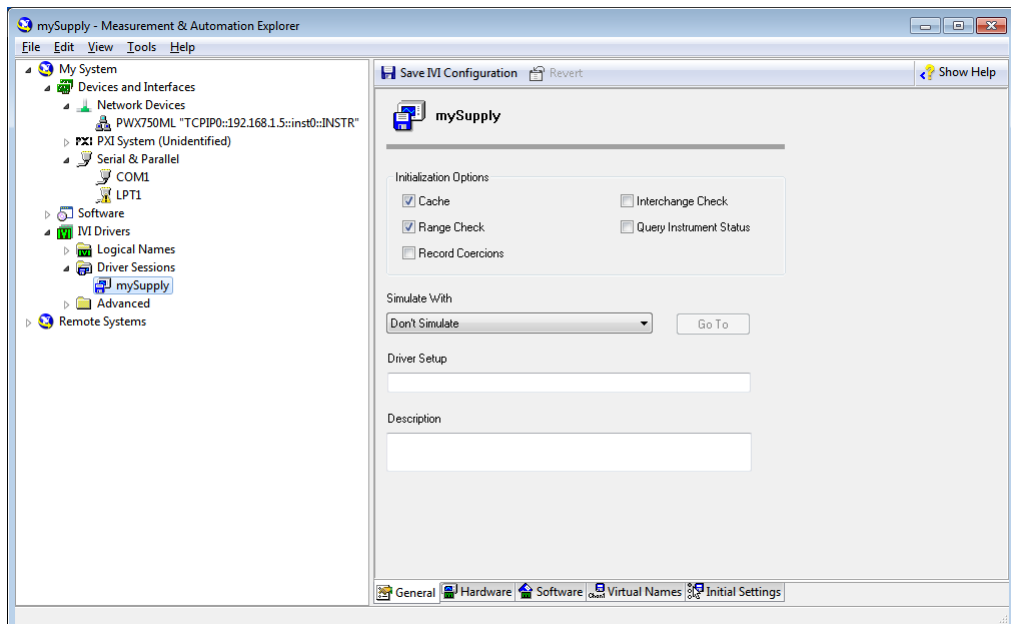 mySupply - Measurement & Automation Explorer
File Edit View Tools Help
My System
Devices and Interfaces
Network Devices
PWX750ML "TCPIP0::192.168.1.5::inst0::INSTR"
PXI PXI System (Unidentified)
Serial & Parallel
COM1
LPT1
Software
IVI IVI Drivers
IVI Logical Names
Driver Sessions
mySupply
Advanced
Remote Systems
Save IVI Configuration Revert
Show Help
mySupply
Initialization Options
Cache Interchange Check
Range Check Query Instrument Status
Record Coercions
Simulate With
Don't Simulate Go To
Driver Setup
Description
General Hardware Software Virtual Names Initial Settings